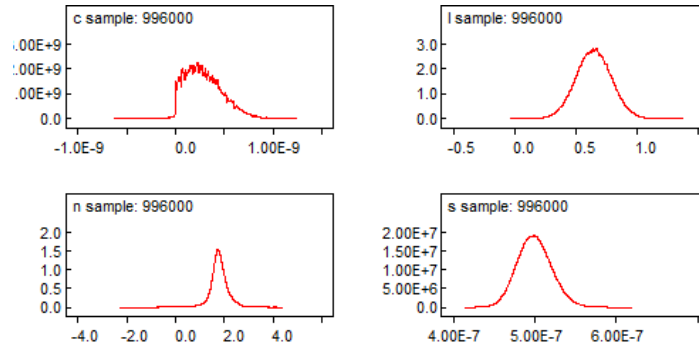 c sample: 996000
.00E+9
2.00E+9
.00E+9
0.0
-1.0E-9 0.0 1.00E-9
l sample: 996000
3.0
2.0
1.0
0.0
-0.5 0.0 0.5 1.0
n sample: 996000
2.0
1.5
1.0
0.5
0.0
-4.0 -2.0 0.0 2.0 4.0
s sample: 996000
2.00E+7
1.50E+7
1.00E+7
5.00E+6
0.0
4.00E-7 5.00E-7 6.00E-7